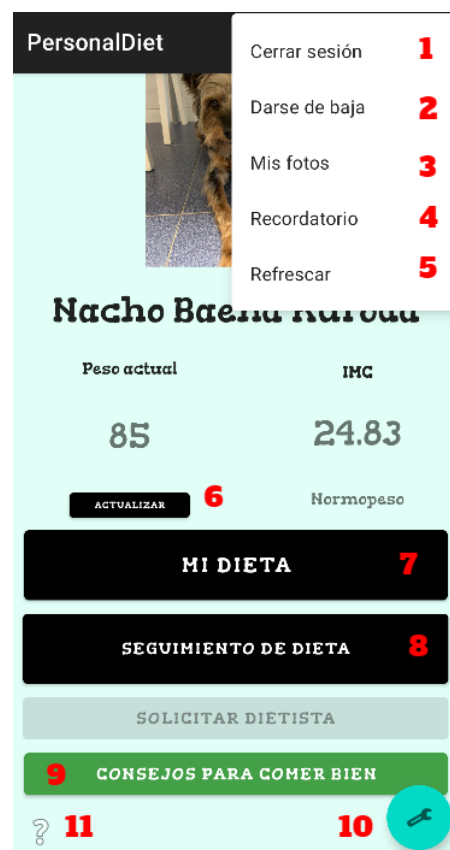 PersonalDiet
Cerrar sesión 1
Darse de baja 2
Mis fotos 3
Recordatorio 4
Refrescar 5
Nacho Baena
Peso actual IMC
85 24.83
ACTUALIZAR 6 Normopeso
MI DIETA 7
SEGUIMIENTO DE DIETA 8
SOLICITAR DIETISTA
9 CONSEJOS PARA COMER BIEN
? 11 10